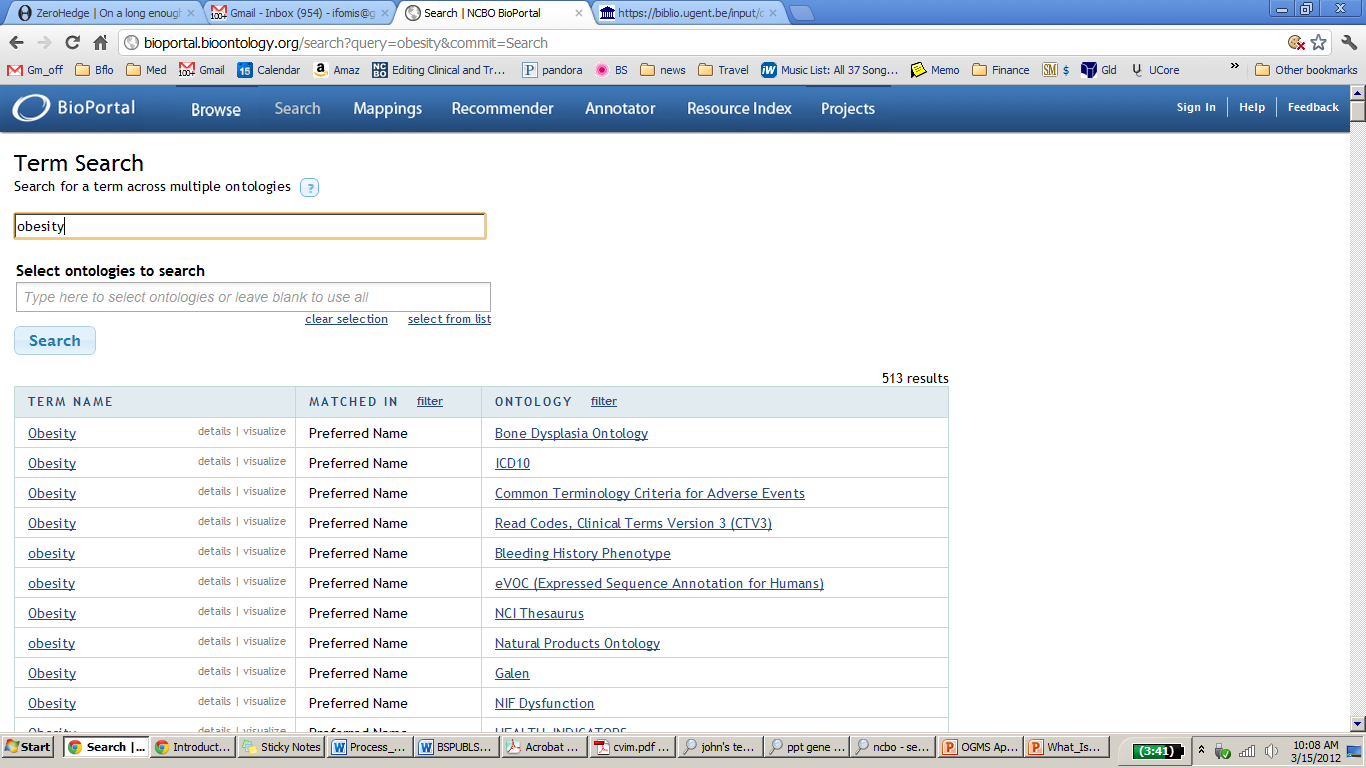 ZeroHedge | On a long enough
Gmail - Inbox (954) - ifomis@g
Search | NCBO BioPortal
https://biblio.ugent.be/input/
bioportal.bioontology.org/search?query=obesity&commit=Search
Gm_off Bflo Med Gmail Calendar Amaz Editing Clinical and Tr... pandora BS news Travel Music List: All 37 Song... Memo Finance $ Gld UCore » Other bookmarks
BioPortal Browse Search Mappings Recommender Annotator Resource Index Projects Sign In Help Feedback
Term Search
Search for a term across multiple ontologies ?
obesity
Select ontologies to search
Type here to select ontologies or leave blank to use all
clear selection select from list
Search
513 results
TERM NAME MATCHED IN filter ONTOLOGY filter
Obesity details | visualize Preferred Name Bone Dysplasia Ontology
Obesity details | visualize Preferred Name ICD10
Obesity details | visualize Preferred Name Common Terminology Criteria for Adverse Events
Obesity details | visualize Preferred Name Read Codes, Clinical Terms Version 3 (CTV3)
obesity details | visualize Preferred Name Bleeding History Phenotype
obesity details | visualize Preferred Name eVOC (Expressed Sequence Annotation for Humans)
Obesity details | visualize Preferred Name NCI Thesaurus
obesity details | visualize Preferred Name Natural Products Ontology
Obesity details | visualize Preferred Name Galen
Obesity details | visualize Preferred Name NIF Dysfunction
Obesity details | visualize Preferred Name HEALTH_INDICATORS
Start Search |... Introduct... Sticky Notes Process_... BSPUBLS... Acrobat ... cvim.pdf ... john's te... ppt gene ... ncbo - se... OGMS Ap... What_Is... (3:41) 10:08 AM
3/15/2012